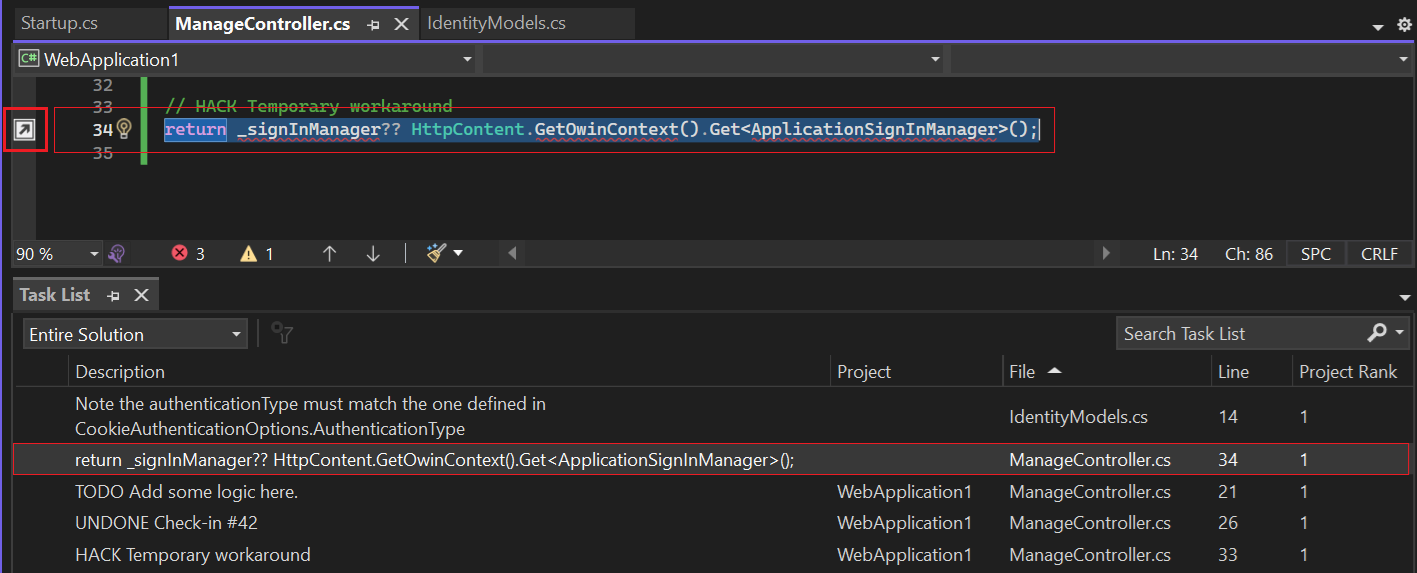 Startup.cs ManageController.cs IdentityModels.cs
C# WebApplication1
32
33 // HACK Temporary workaround
34 return _signInManager?? HttpContent.GetOwinContext().Get<ApplicationSignInManager>();
35
90 % 3 1 Ln: 34 Ch: 86 SPC CRLF
Task List
Entire Solution Search Task List
Description Project File Line Project Rank
Note the authenticationType must match the one defined in
CookieAuthenticationOptions.AuthenticationType IdentityModels.cs 14 1
return _signInManager?? HttpContent.GetOwinContext().Get<ApplicationSignInManager>(); ManageController.cs 34 1
TODO Add some logic here. WebApplication1 ManageController.cs 21 1
UNDONE Check-in #42 WebApplication1 ManageController.cs 26 1
HACK Temporary workaround WebApplication1 ManageController.cs 33 1